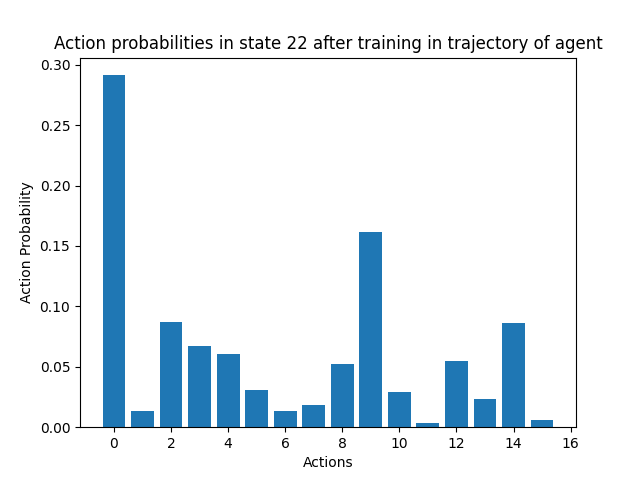 Action probabilities in state 22 after training in trajectory of agent
0.30
0.25
0.20
0.15
0.10
0.05
0.00
Action Probability
0 2 4 6 8 10 12 14 16
Actions